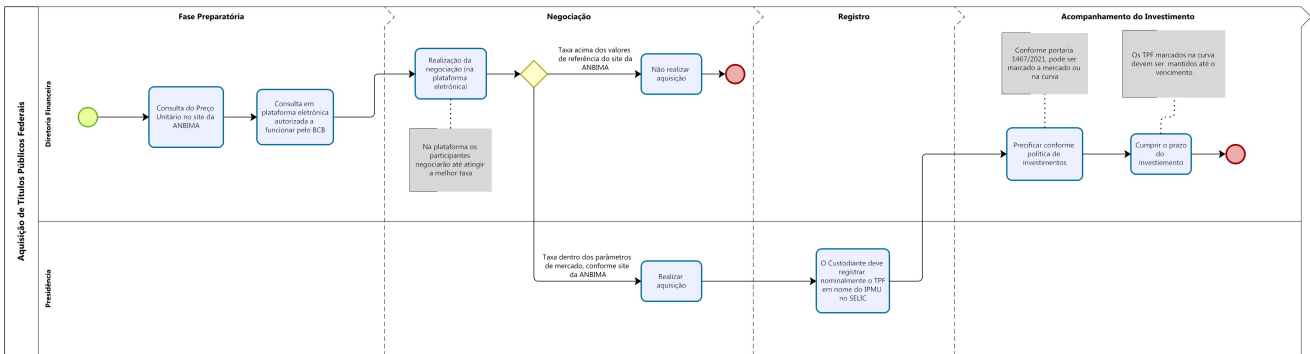 Aquisição de Títulos Públicos Federais
Fase Preparatória
Negociação
Registro
Acompanhamento do Investimento
Diretoria Financeira
Consulta do Preço
Unitário no site da
ANBIMA
Consulta em
plataforma eletrônica
autorizada a
funcionar pelo BCB
Realização da
negociação (na
plataforma
eletrônica)
Na plataforma os
participantes
negociarão até atingir
a melhor taxa
Taxa acima dos valores
de referência do site da
ANBIMA
Não realizar
aquisição
Conforme portaria
1467/2021, pode ser
marcado a mercado ou
na curva
Os TPF marcados na curva
devem ser mantidos até o
vencimento
Precificar conforme
política de
investimentos
Cumprir o prazo
do
investiemento
Presidência
Taxa dentro dos parâmetros
de mercado, conforme site
da ANBIMA
Realizar
aquisição
O Custodiante deve
registrar
nominalmente o TPF
em nome do IPMU
no SELIC